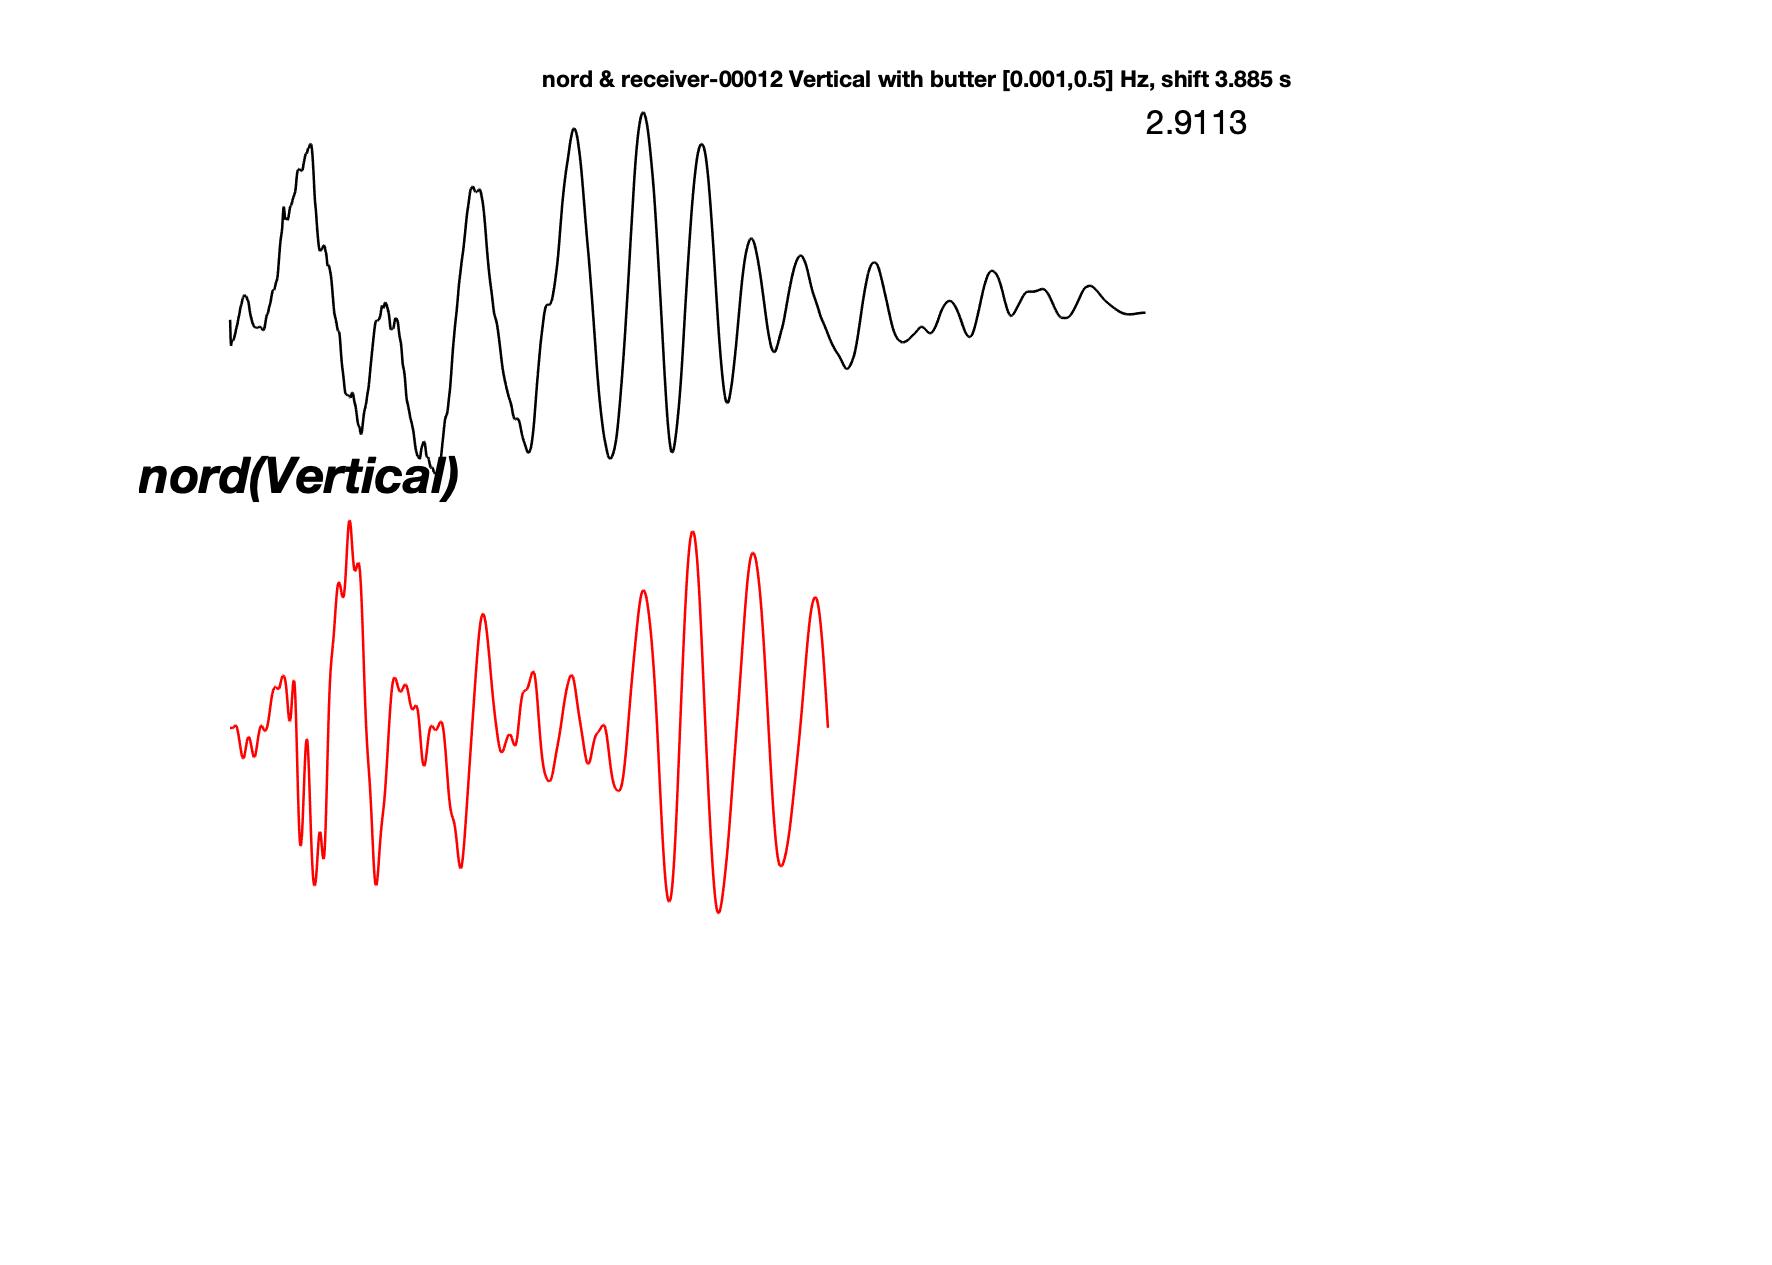 nord & receiver-00012 Vertical with butter [0.001,0.5] Hz, shift 3.885 s
2.9113
nord(Vertical)